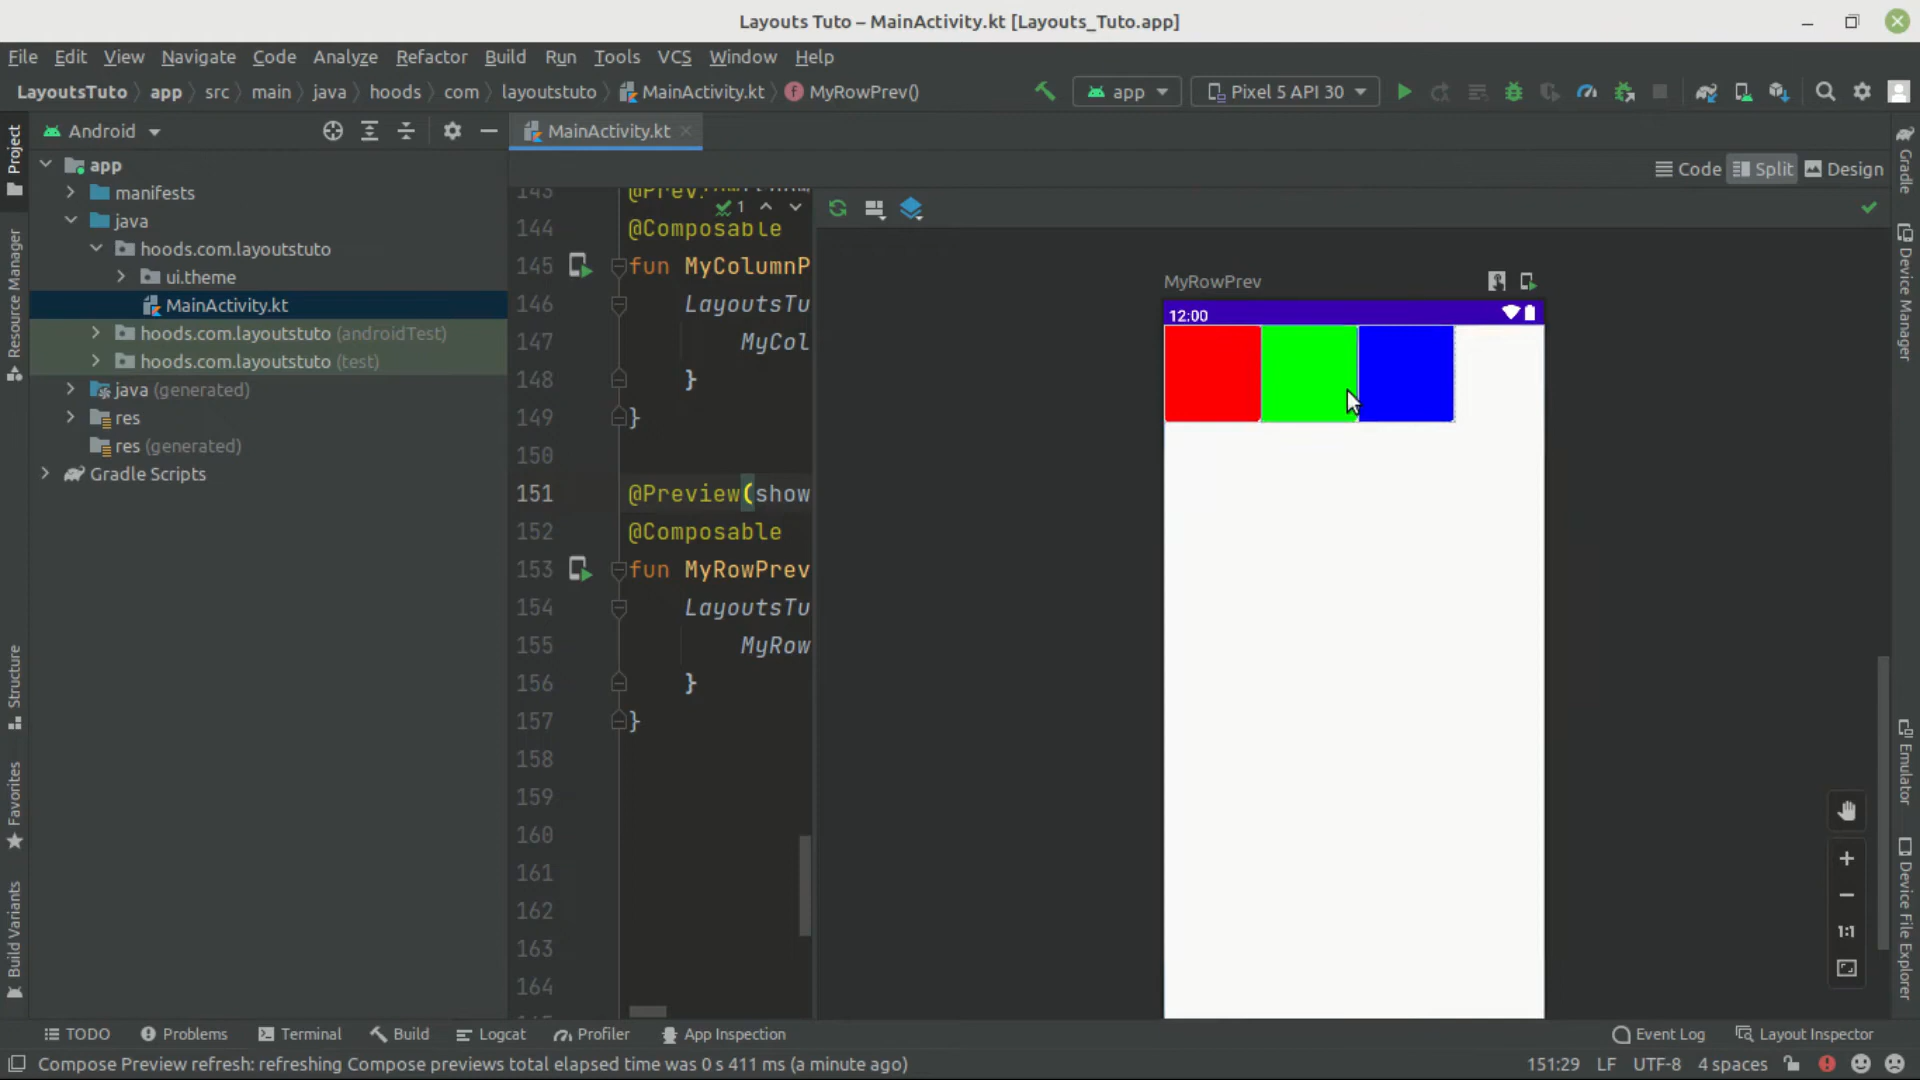 Layouts Tuto – MainActivity.kt [Layouts_Tuto.app]
File Edit View Navigate Code Analyze Refactor Build Run Tools VCS Window Help
LayoutsTuto app src main java hoods com layoutstuto MainActivity.kt MyRowPrev() app Pixel 5 API 30
Project
Resource Manager
Structure
Favorites
Build Variants
Android
app
manifests
java
hoods.com.layoutstuto
ui.theme
MainActivity.kt
hoods.com.layoutstuto (androidTest)
hoods.com.layoutstuto (test)
java (generated)
res
res (generated)
Gradle Scripts
MainActivity.kt
Code Split Design
1
143 @Prev
144 @Composable
145 fun MyColumnP
146 LayoutsTu
147 MyCol
148 }
149 }
150
151 @Preview(show
152 @Composable
153 fun MyRowPrev
154 LayoutsTu
155 MyRow
156 }
157 }
158
159
160
161
162
163
164
MyRowPrev
12:00
1:1
Gradle
Device Manager
Emulator
Device File Explorer
TODO Problems Terminal Build Logcat Profiler App Inspection Event Log Layout Inspector
Compose Preview refresh: refreshing Compose previews total elapsed time was 0 s 411 ms (a minute ago) 151:29 LF UTF-8 4 spaces